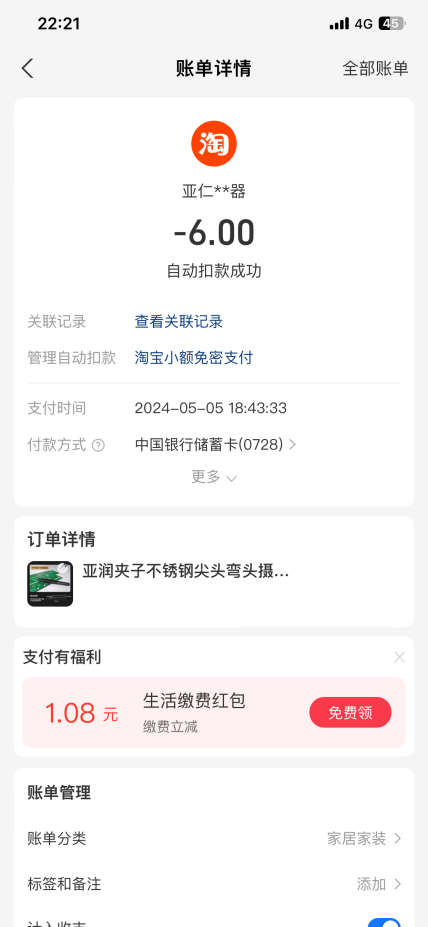 22:21
4G 45
账单详情
全部账单
淘
亚仁**器
-6.00
自动扣款成功
关联记录 查看关联记录
管理自动扣款 淘宝小额免密支付
支付时间 2024-05-05 18:43:33
付款方式 ? 中国银行储蓄卡(0728)
更多
订单详情
亚润夹子不锈钢尖头弯头摄...
支付有福利
1.08 元
生活缴费红包
缴费立减
免费领
账单管理
账单分类 家居家装
标签和备注 添加
计入收支